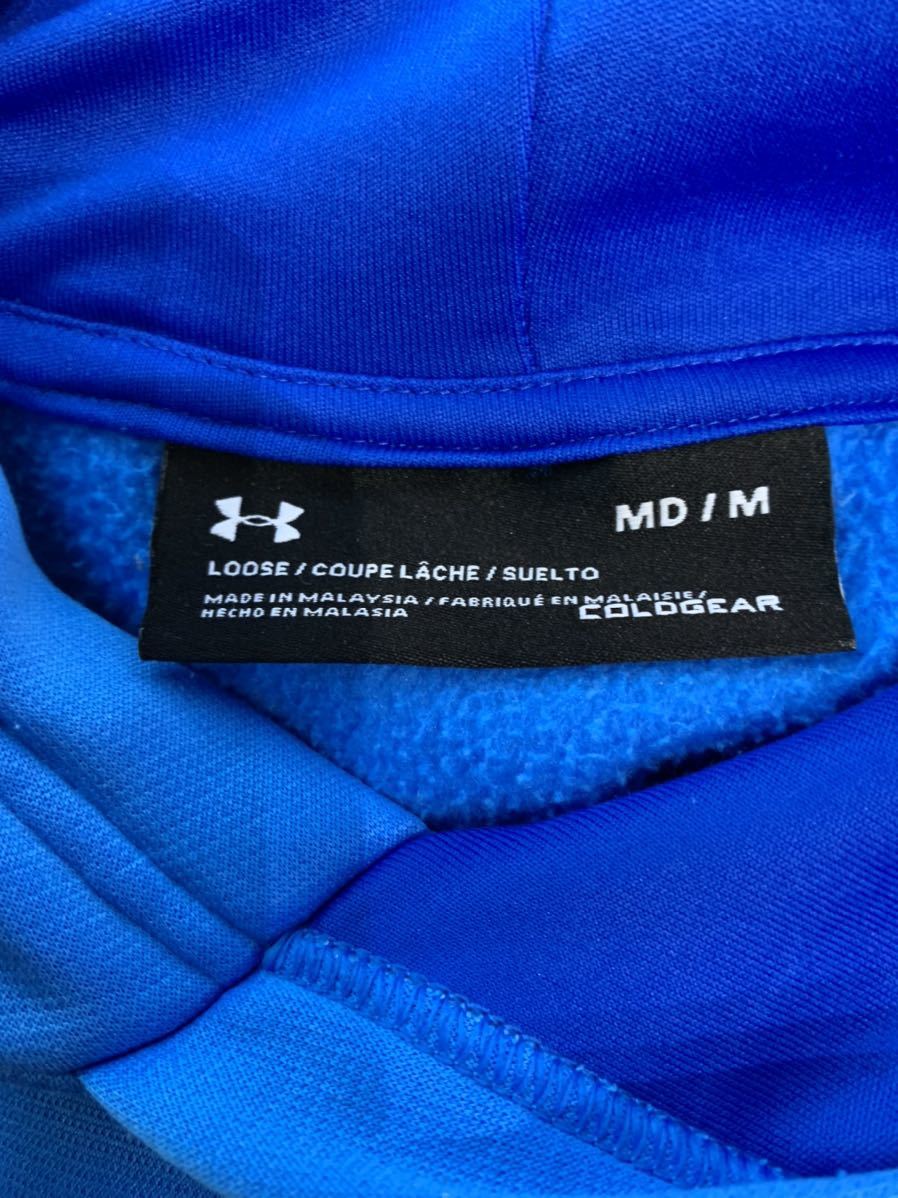 MD / M
LOOSE / COUPE LÂCHE / SUELTO
MADE IN MALAYSIA / FABRIQUÉ EN MALAISIE /
HECHO EN MALASIA
COLDGEAR